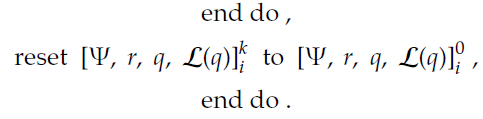 end do ,
reset [Ψ, r, q, 𝓛(q)]ᵢᵏ to [Ψ, r, q, 𝓛(q)]ᵢ⁰ ,
end do .